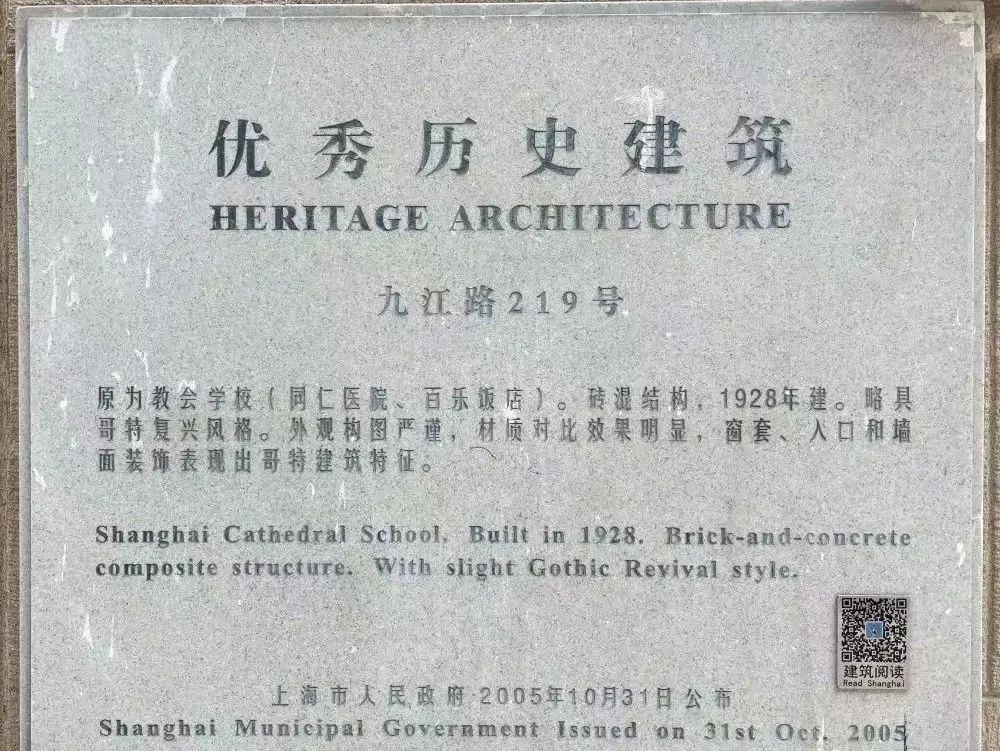 优秀历史建筑
HERITAGE ARCHITECTURE
九江路219号
原为教会学校（同仁医院、百乐饭店）。砖混结构，1928年建。略具
哥特复兴风格。外观构图严谨，材质对比效果明显，窗套、入口和墙
面装饰表现出哥特建筑特征。
Shanghai Cathedral School. Built in 1928. Brick-and-concrete
composite structure. With slight Gothic Revival style.
建筑阅读
Read Shanghai
上海市人民政府 2005年10月31日公布
Shanghai Municipal Government Issued on 31st Oct. 2005